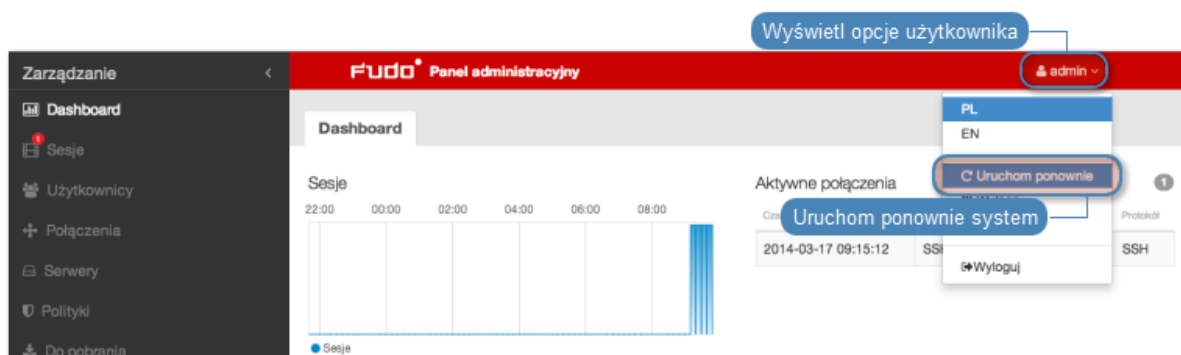 Wyświetl opcje użytkownika
Zarządzanie
FUDO Panel administracyjny
admin
Dashboard
Sesje
1
Użytkownicy
Połączenia
Serwery
Polityki
Do pobrania
Dashboard
PL
EN
Uruchom ponownie
Uruchom ponownie system
Wyloguj
Sesje
22:00 00:00 02:00 04:00 06:00 08:00
Sesje
Aktywne połączenia
1
Protokół
2014-03-17 09:15:12 SSH